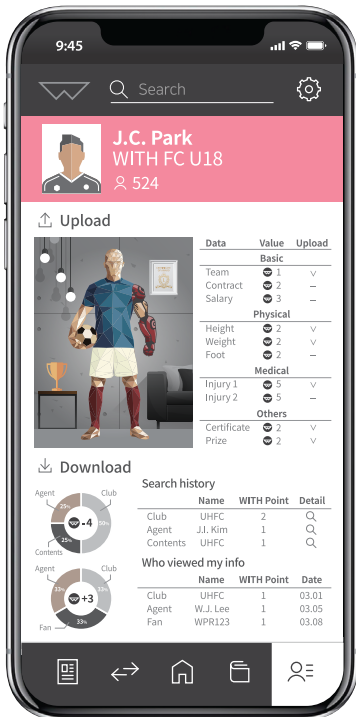 9:45
Search
J.C. Park
WITH FC U18
524
Upload
Data Value Upload
Basic
Team 1 ✓
Contract 2 –
Salary 3 –
Physical
Height 2 ✓
Weight 2 ✓
Foot 2 –
Medical
Injury 1 5 ✓
Injury 2 5 –
Others
Certificate 2 ✓
Prize 2 ✓
Download
Agent Club
25%
50%
25%
-4
Contents
Search history
Name WITH Point Detail
Club UHFC 2
Agent J.I. Kim 1
Contents UHFC 1
Agent Club
33% 33%
+3
33%
Fan
Who viewed my info
Name WITH Point Date
Club UHFC 1 03.01
Agent W.J. Lee 1 03.05
Fan WPR123 1 03.08